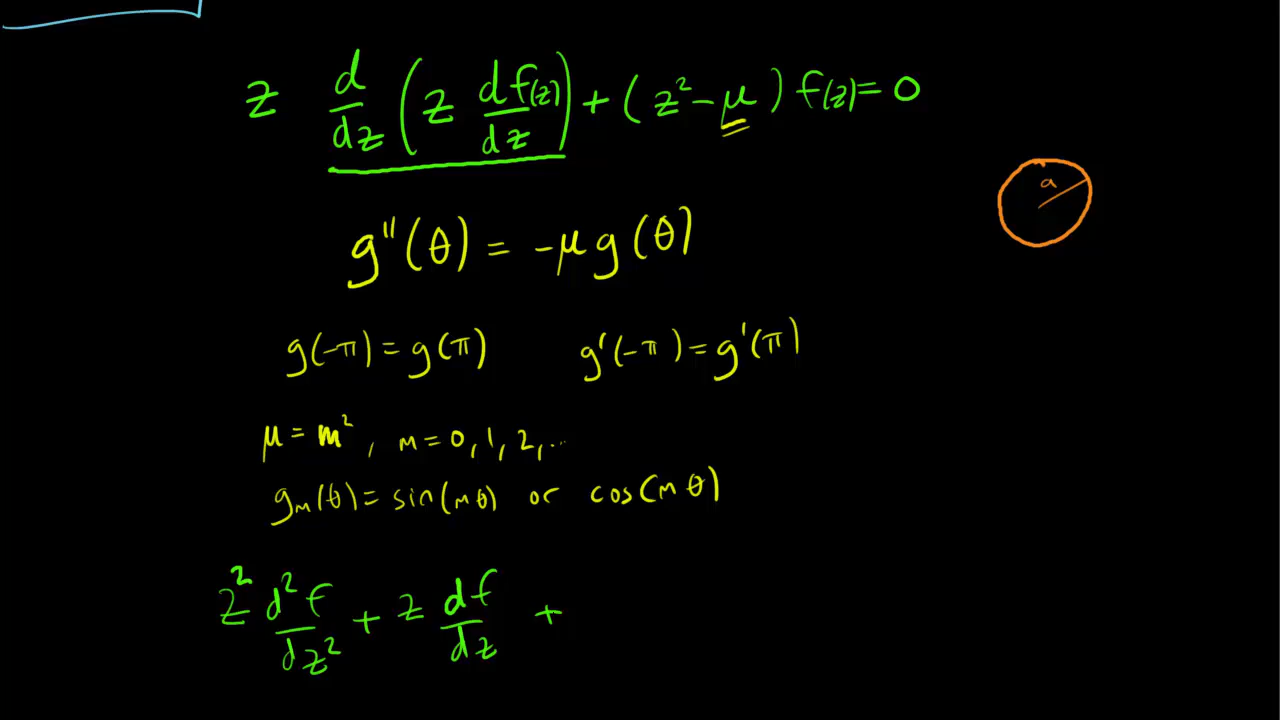 z d/dz ( z df(z)/dz ) + ( z² - μ ) f(z) = 0
a
g''(θ) = -μ g(θ)
g(-π) = g(π) g'(-π) = g'(π)
μ = m², m = 0, 1, 2, ...
gₘ(θ) = sin(mθ) or cos(mθ)
z² d²f/dz² + z df/dz +